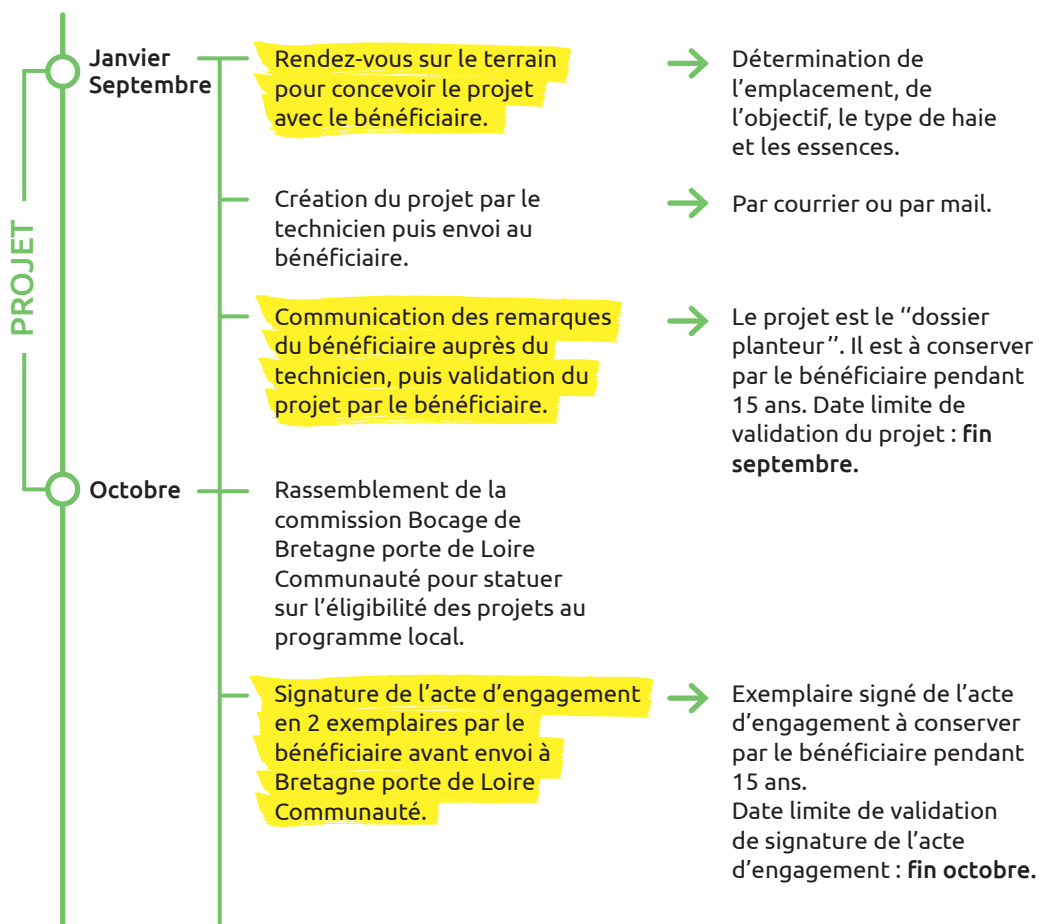 PROJET
Janvier
Septembre
Rendez-vous sur le terrain
pour concevoir le projet
avec le bénéficiaire.
Détermination de
l’emplacement, de
l’objectif, le type de haie
et les essences.
Création du projet par le
technicien puis envoi au
bénéficiaire.
Par courrier ou par mail.
Communication des remarques
du bénéficiaire auprès du
technicien, puis validation du
projet par le bénéficiaire.
Le projet est le ‘‘dossier
planteur’’. Il est à conserver
par le bénéficiaire pendant
15 ans. Date limite de
validation du projet : fin
septembre.
Octobre
Rassemblement de la
commission Bocage de
Bretagne porte de Loire
Communauté pour statuer
sur l’éligibilité des projets au
programme local.
Signature de l’acte d’engagement
en 2 exemplaires par le
bénéficiaire avant envoi à
Bretagne porte de Loire
Communauté.
Exemplaire signé de l’acte
d’engagement à conserver
par le bénéficiaire pendant
15 ans.
Date limite de validation
de signature de l’acte
d’engagement : fin octobre.